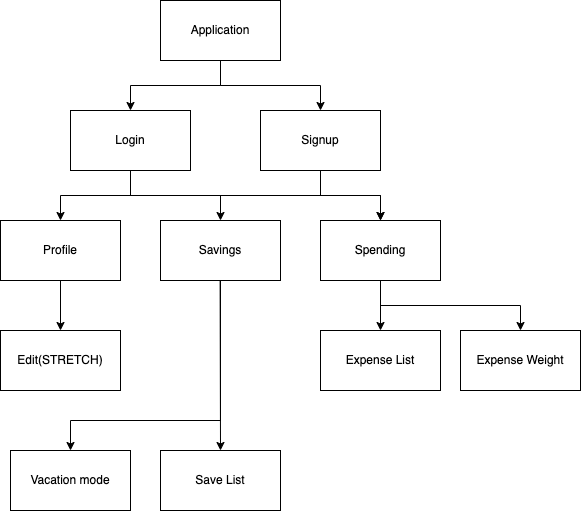 Application
Login
Signup
Profile
Savings
Spending
Edit(STRETCH)
Expense List
Expense Weight
Vacation mode
Save List